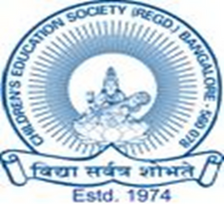 CHILDREN'S EDUCATION SOCIETY (REGD.) BANGALORE - 560 078
विद्या सर्वत्र शोभते
Estd. 1974